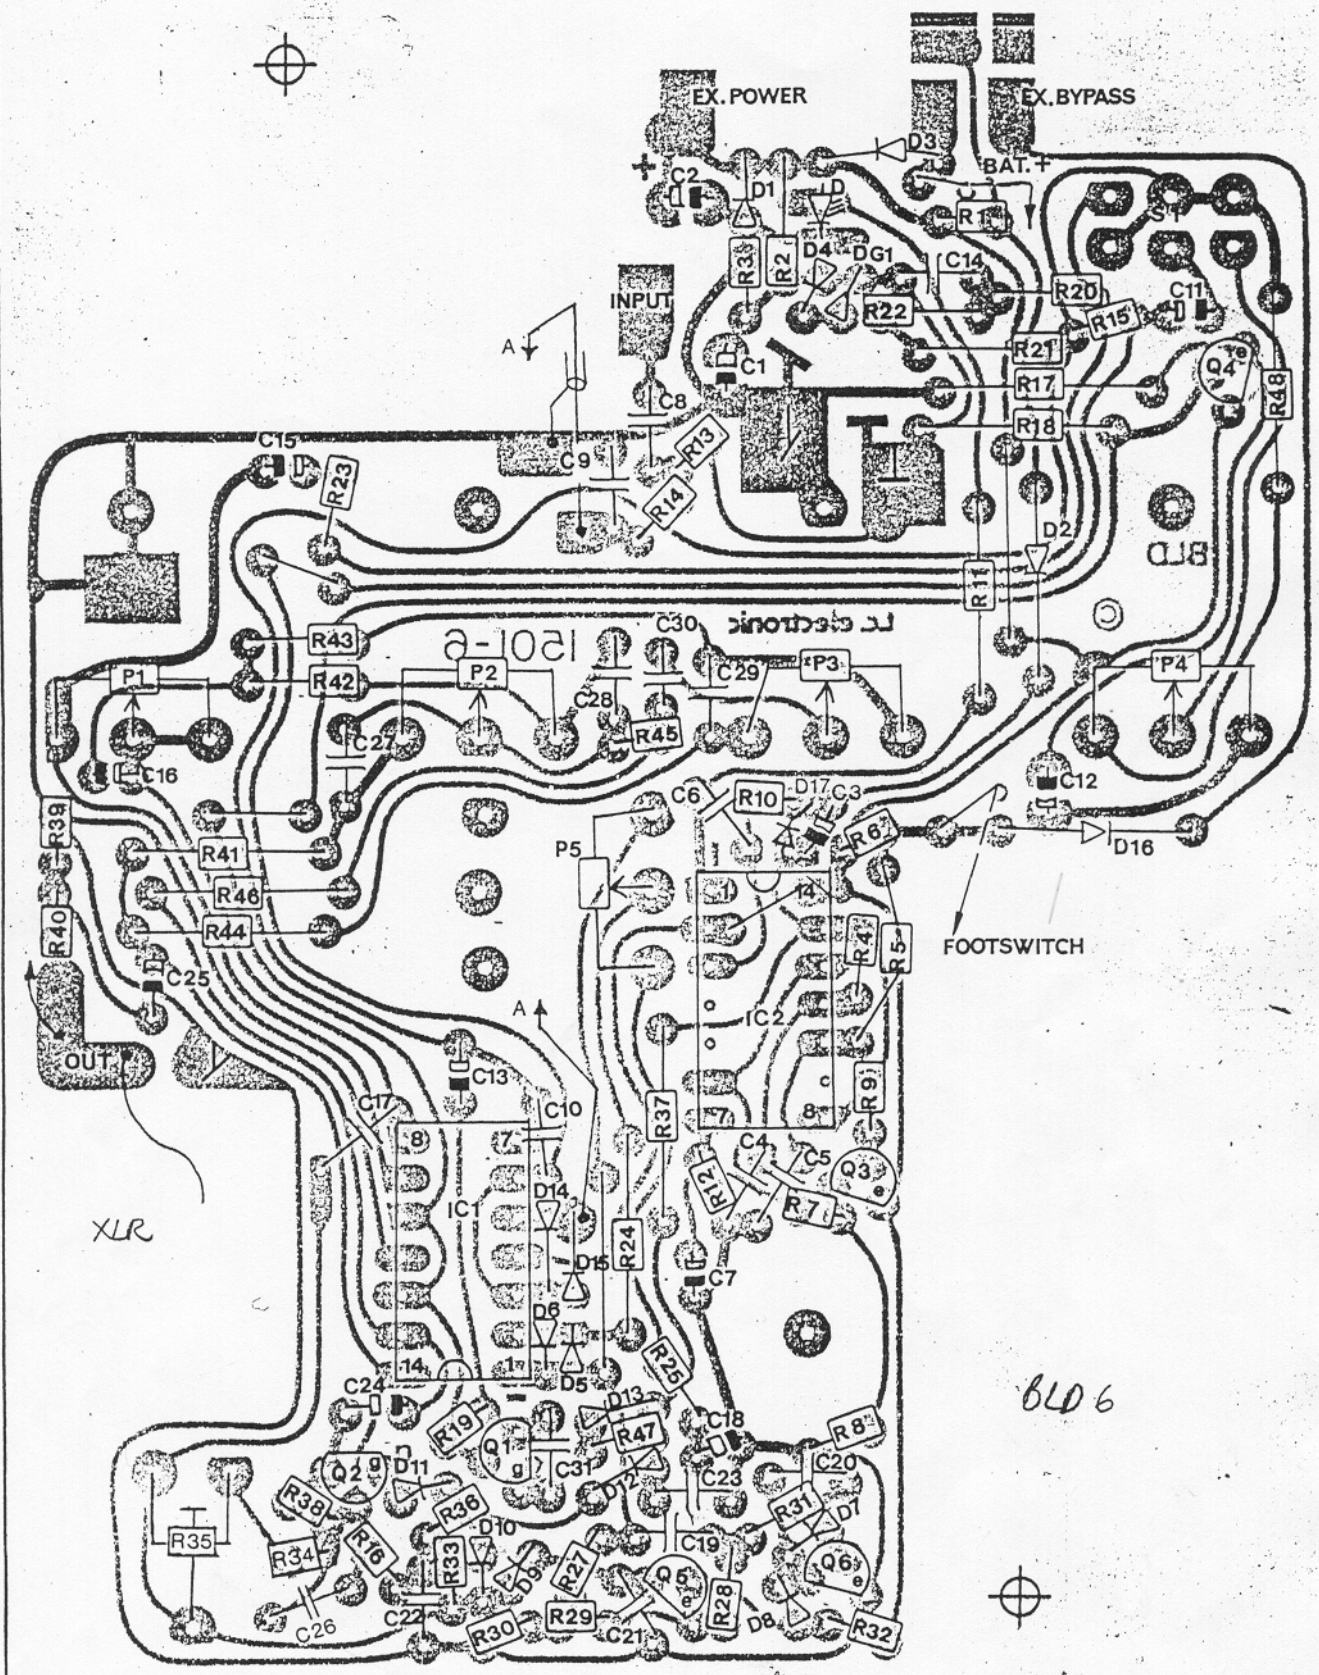 EX. POWER
EX. BYPASS
D3
BAT. +
+
C2
D1
D
R1
S1
R3
R2
D4
DG1
C14
INPUT
R22
R20
R15
C11
A
C1
R21
Q4
e
R17
R48
C8
R18
R13
C15
R23
C9
R14
D2
BLD
R11
©
R43
1501-6
C30
t.c. electronic
P1
R42
P2
C29
P3
P4
C28
R45
C27
C16
C12
C6
R10
D17
C3
R6
R39
D16
R41
P5
1
14
R46
R40
R44
R4
R5
FOOTSWITCH
C25
A
IC2
OUT
C13
R9
C17
C10
R37
7
8
8
7
C4
C5
Q3
e
R12
R7
D14
IC1
XLR
R24
D15
C7
D6
14
1
D5
R25
C24
D13
C18
R19
Q1
g
R47
R8
BLD 6
Q2
g
D11
C31
D12
C23
C20
R38
R36
R31
D7
R35
R34
R16
R33
D10
D9
R27
C19
Q5
e
R28
Q6
e
C26
C22
R30
R29
C21
D8
R32